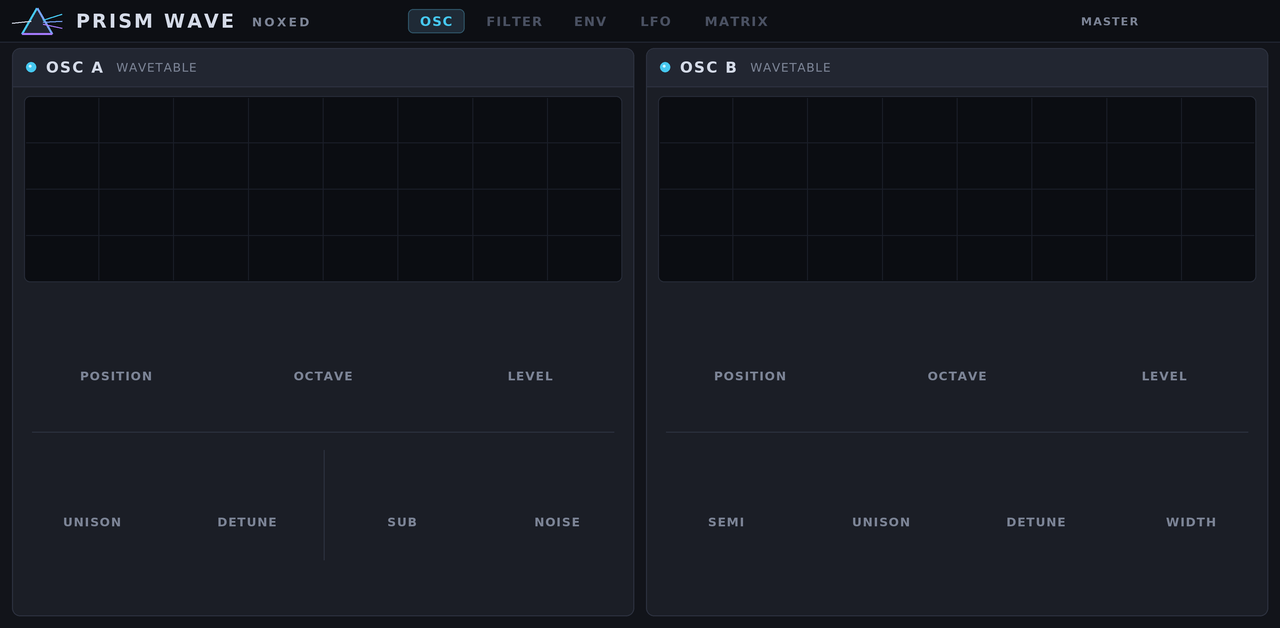 PRISM WAVE NOXED OSC FILTER ENV LFO MATRIX MASTER
OSC A WAVETABLE
POSITION OCTAVE LEVEL
UNISON DETUNE SUB NOISE
OSC B WAVETABLE
POSITION OCTAVE LEVEL
SEMI UNISON DETUNE WIDTH